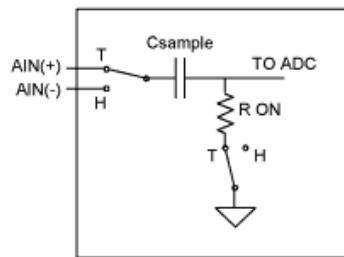 Csample
T
AIN(+)
TO ADC
AIN(-)
H
R ON
T
H